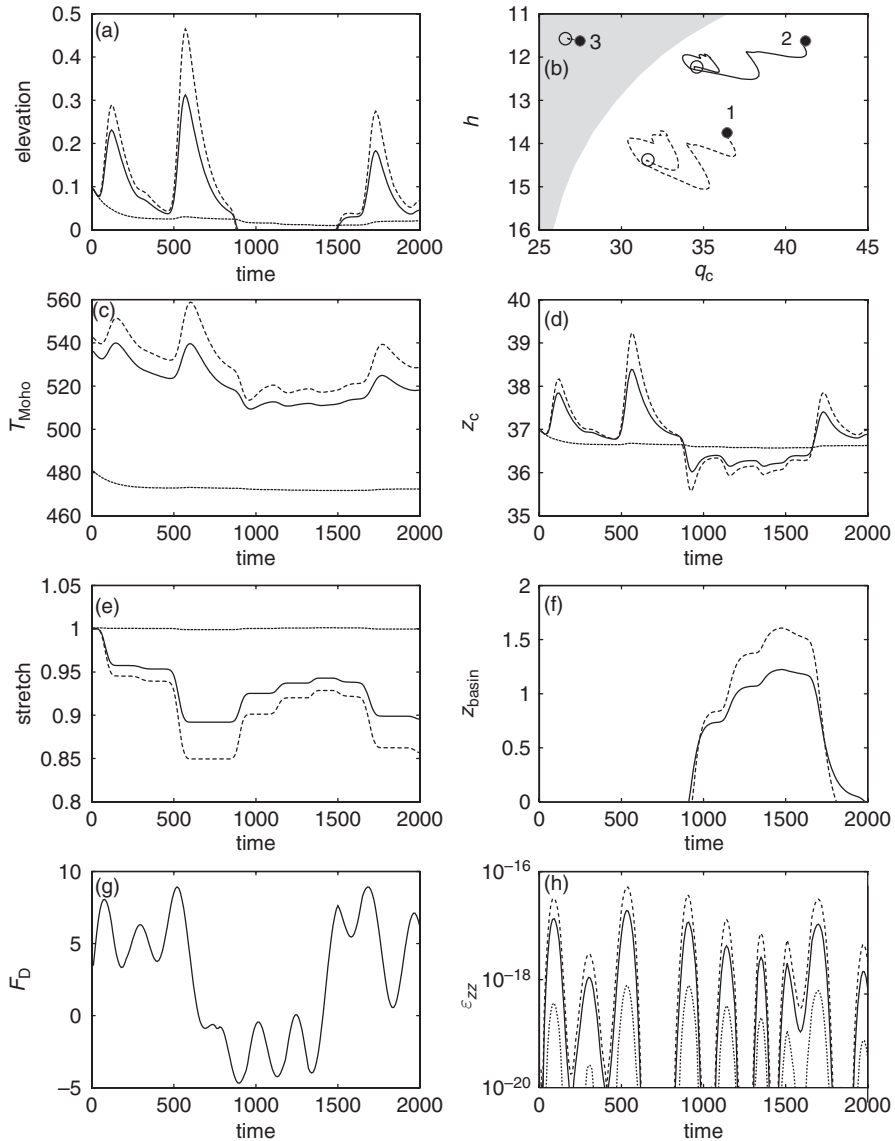 (a)
elevation
0.5
0.4
0.3
0.2
0.1
0
0 500 1000 1500 2000
time
(b)
h
11
12
13
14
15
16
3
2
1
25 30 35 40 45
q_c
(c)
T_Moho
560
540
520
500
480
460
0 500 1000 1500 2000
time
(d)
z_c
40
39
38
37
36
35
0 500 1000 1500 2000
time
(e)
stretch
1.05
1
0.95
0.9
0.85
0.8
0 500 1000 1500 2000
time
(f)
z_basin
2
1.5
1
0.5
0
0 500 1000 1500 2000
time
(g)
F_D
10
5
0
−5
0 500 1000 1500 2000
time
(h)
ε_zz
10^−16
10^−18
10^−20
0 500 1000 1500 2000
time